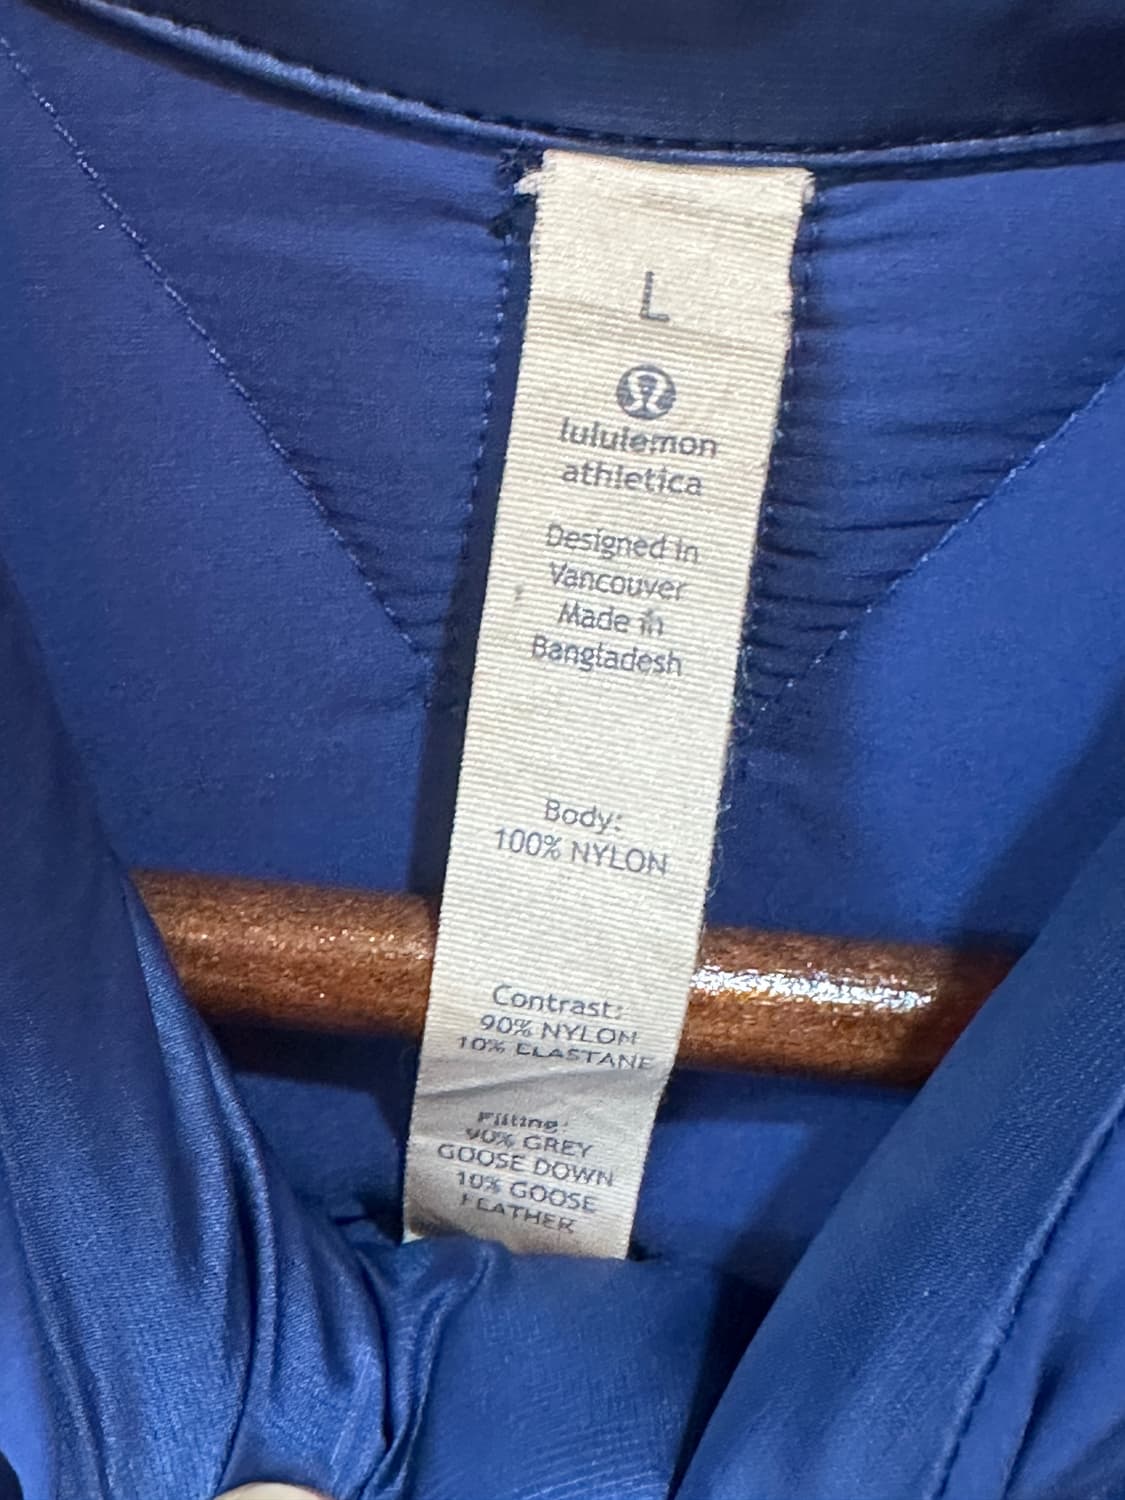 L
lululemon
athletica
Designed in
Vancouver
Made in
Bangladesh
Body:
100% NYLON
Contrast:
90% NYLON
10% ELASTANE
Filling:
90% GREY
GOOSE DOWN
10% GOOSE
FEATHER